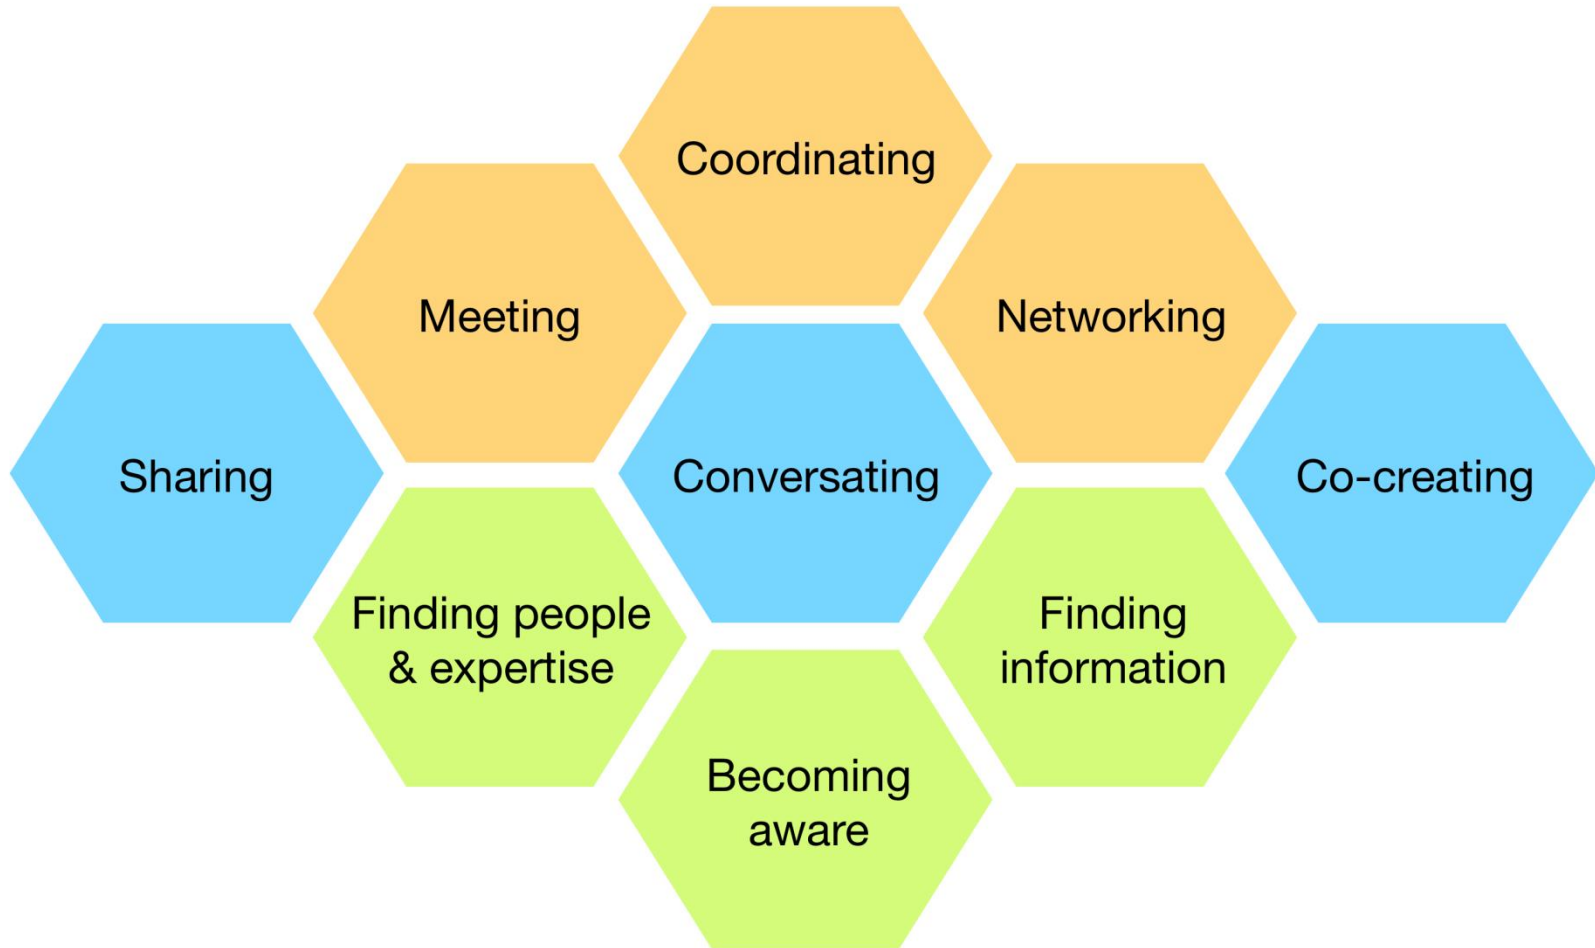 Coordinating
Meeting
Networking
Sharing
Conversating
Co-creating
Finding people
& expertise
Finding
information
Becoming
aware